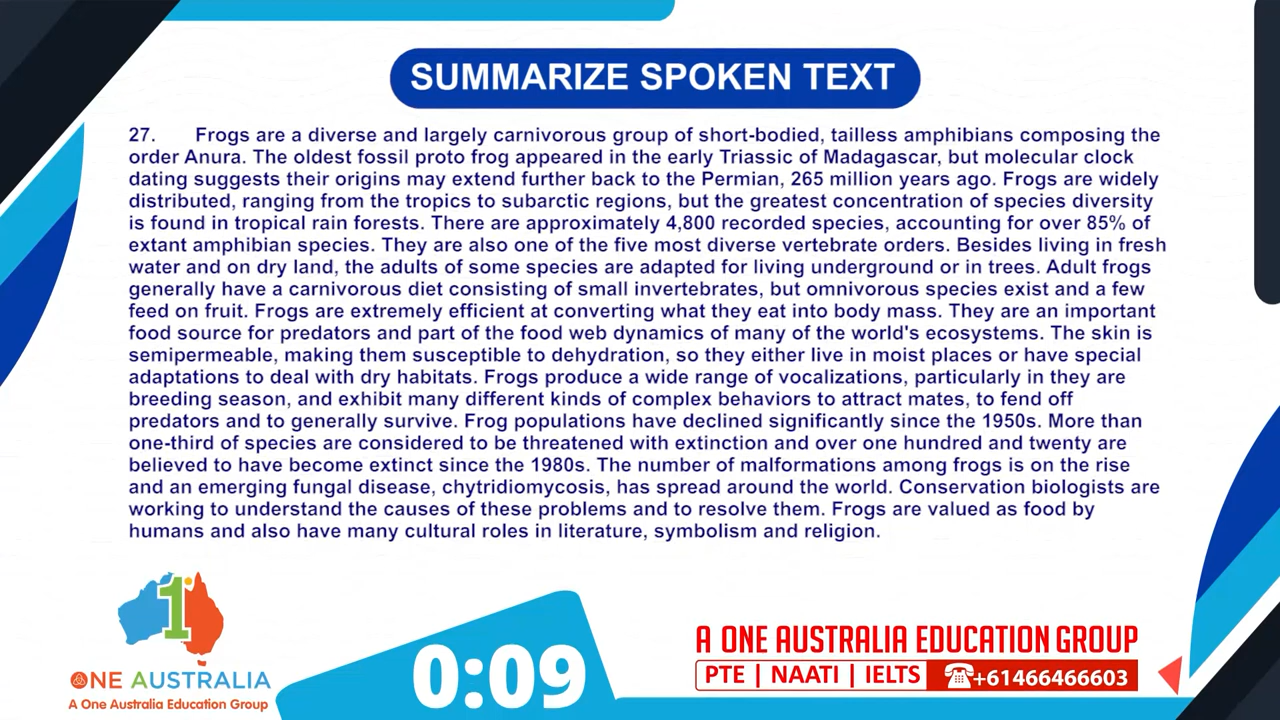 SUMMARIZE SPOKEN TEXT
27. Frogs are a diverse and largely carnivorous group of short-bodied, tailless amphibians composing the
order Anura. The oldest fossil proto frog appeared in the early Triassic of Madagascar, but molecular clock
dating suggests their origins may extend further back to the Permian, 265 million years ago. Frogs are widely
distributed, ranging from the tropics to subarctic regions, but the greatest concentration of species diversity
is found in tropical rain forests. There are approximately 4,800 recorded species, accounting for over 85% of
extant amphibian species. They are also one of the five most diverse vertebrate orders. Besides living in fresh
water and on dry land, the adults of some species are adapted for living underground or in trees. Adult frogs
generally have a carnivorous diet consisting of small invertebrates, but omnivorous species exist and a few
feed on fruit. Frogs are extremely efficient at converting what they eat into body mass. They are an important
food source for predators and part of the food web dynamics of many of the world's ecosystems. The skin is
semipermeable, making them susceptible to dehydration, so they either live in moist places or have special
adaptations to deal with dry habitats. Frogs produce a wide range of vocalizations, particularly in they are
breeding season, and exhibit many different kinds of complex behaviors to attract mates, to fend off
predators and to generally survive. Frog populations have declined significantly since the 1950s. More than
one-third of species are considered to be threatened with extinction and over one hundred and twenty are
believed to have become extinct since the 1980s. The number of malformations among frogs is on the rise
and an emerging fungal disease, chytridiomycosis, has spread around the world. Conservation biologists are
working to understand the causes of these problems and to resolve them. Frogs are valued as food by
humans and also have many cultural roles in literature, symbolism and religion.
1
ONE AUSTRALIA
A One Australia Education Group
0:09
A ONE AUSTRALIA EDUCATION GROUP
PTE | NAATI | IELTS +61466466603